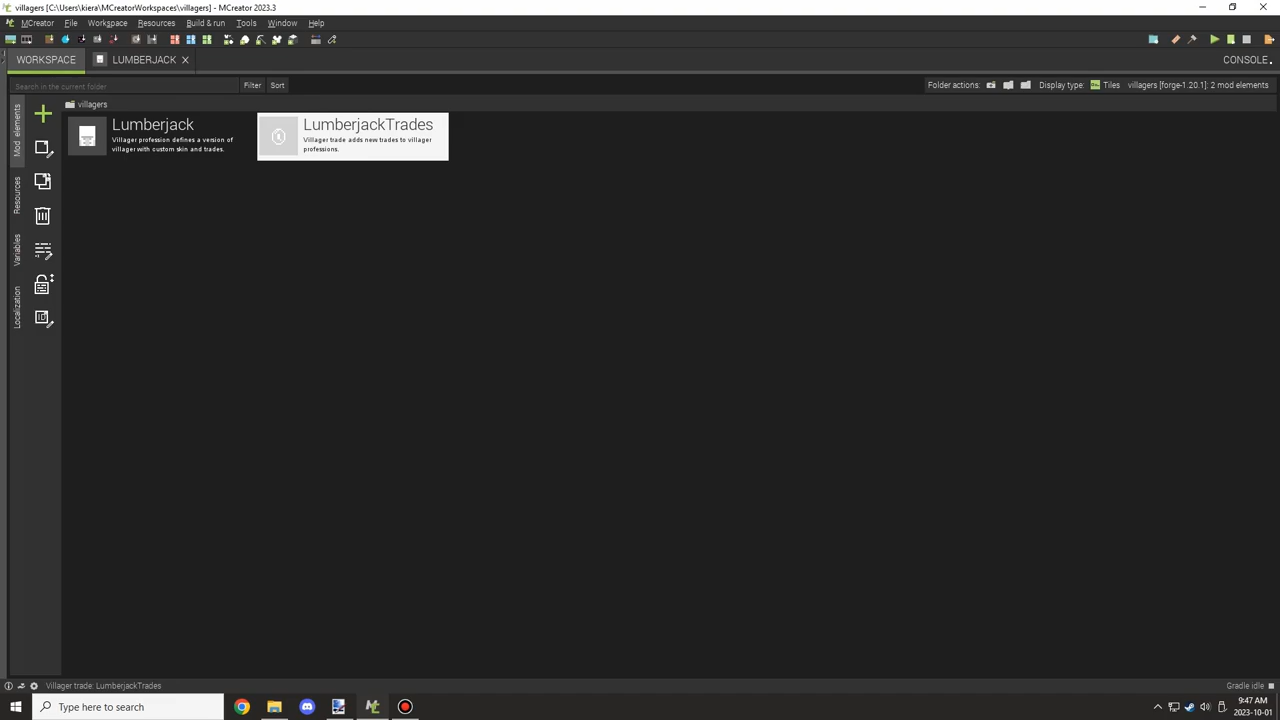 villagers [C:\Users\kiera\MCreatorWorkspaces\villagers] - MCreator 2023.3
MCreator File Workspace Resources Build & run Tools Window Help
WORKSPACE LUMBERJACK CONSOLE
Search in the current folder Filter Sort Folder actions: Display type: Tiles villagers [forge-1.20.1]: 2 mod elements
villagers
Mod elements
Resources
Variables
Localization
Lumberjack
Villager profession defines a version of
villager with custom skin and trades.
LumberjackTrades
Villager trade adds new trades to villager
professions.
Villager trade: LumberjackTrades Gradle idle
Type here to search
9:47 AM
2023-10-01